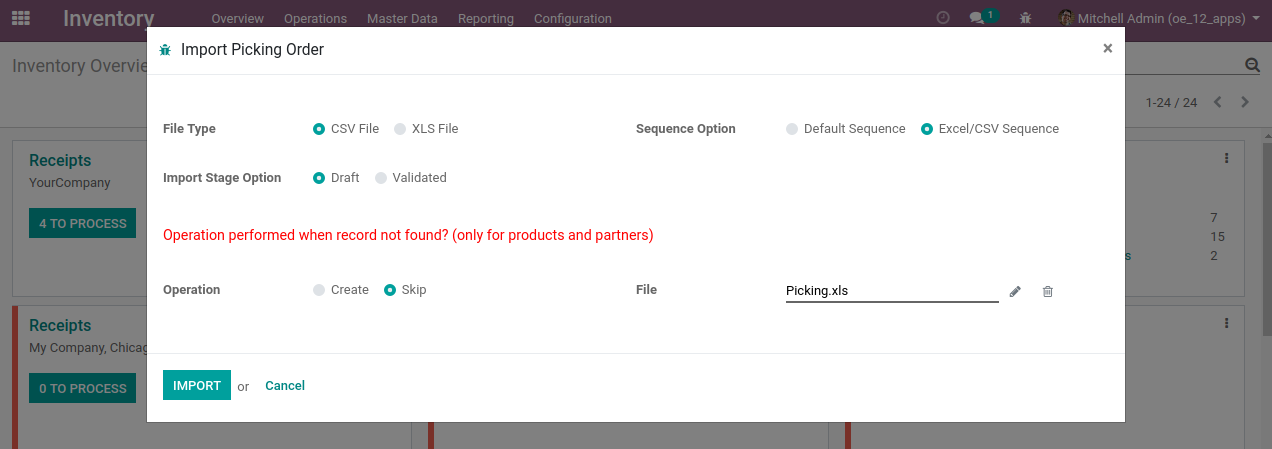 Inventory Overview Operations Master Data Reporting Configuration 1 Mitchell Admin (oe_12_apps)
Import Picking Order ×
Inventory Overvie
1-24 / 24
File Type CSV File XLS File Sequence Option Default Sequence Excel/CSV Sequence
Receipts
YourCompany
Import Stage Option Draft Validated
4 TO PROCESS
7
Operation performed when record not found? (only for products and partners)
15
s 2
Operation Create Skip File Picking.xls
Receipts
My Company, Chicag
0 TO PROCESS
IMPORT or Cancel